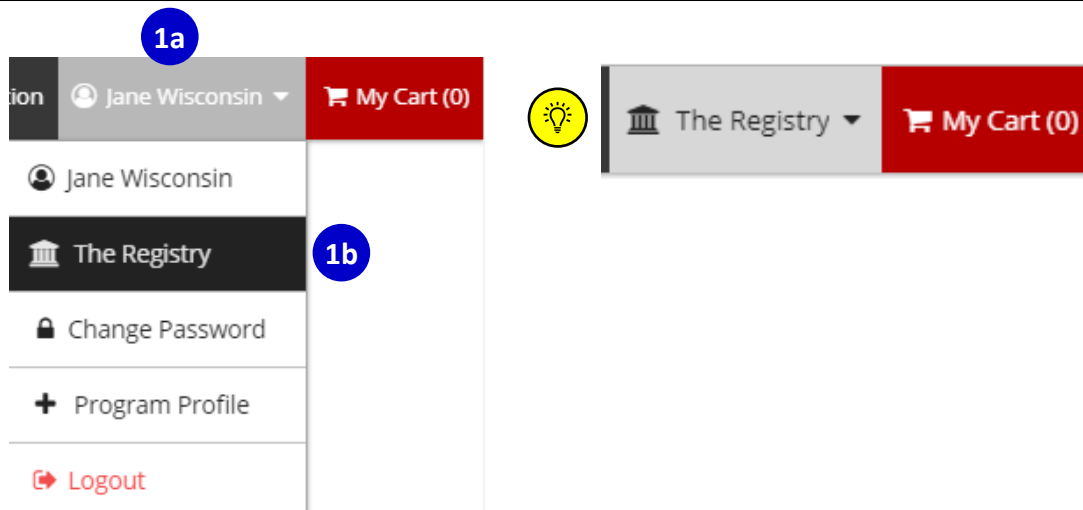 1a
ion Jane Wisconsin My Cart (0)
Jane Wisconsin
The Registry
1b
Change Password
Program Profile
Logout
The Registry My Cart (0)